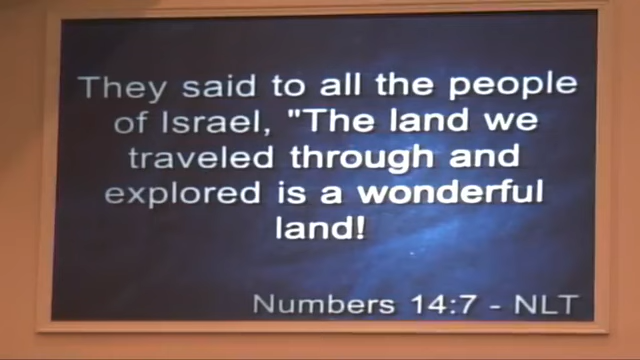 They said to all the people
of Israel, "The land we
traveled through and
explored is a wonderful
land!
Numbers 14:7 - NLT